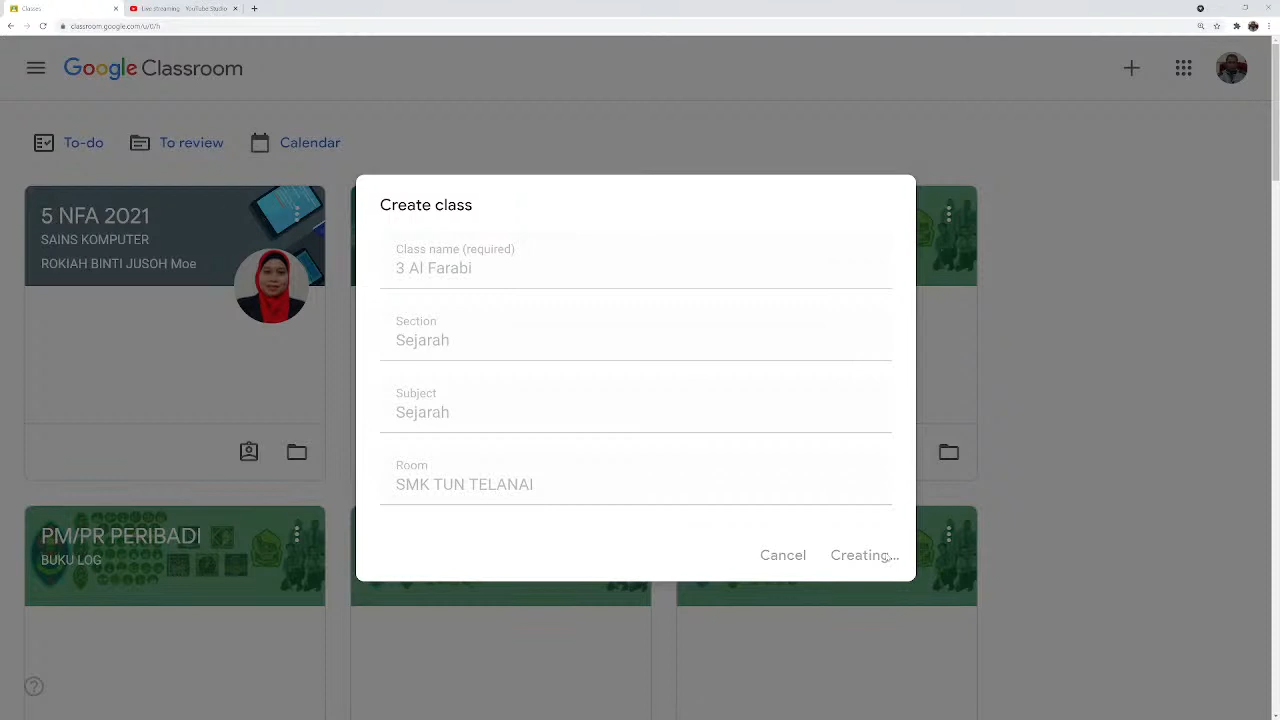 Classes
Live streaming - YouTube Studio
classroom.google.com/u/0/h
Google Classroom
To-do
To review
Calendar
5 NFA 2021
SAINS KOMPUTER
ROKIAH BINTI JUSOH Moe
Create class
Class name (required)
3 Al Farabi
Section
Sejarah
Subject
Sejarah
Room
SMK TUN TELANAI
Cancel
Creating...
PM/PR PERIBADI
BUKU LOG